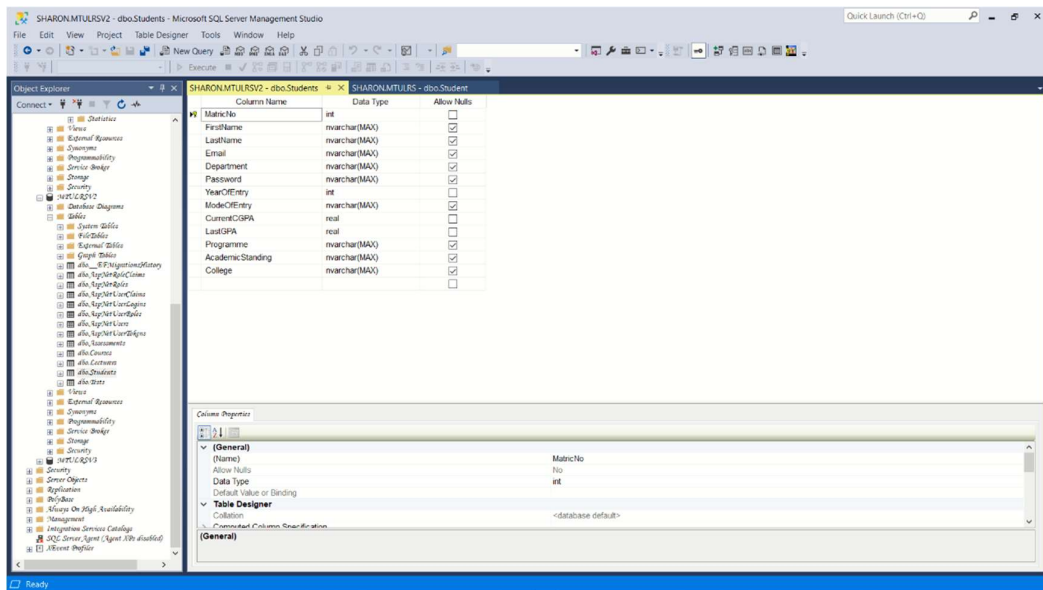 SHARON.MTULRSV2 - dbo.Students - Microsoft SQL Server Management Studio
Quick Launch (Ctrl+Q)
File Edit View Project Table Designer Tools Window Help
New Query
Execute
Object Explorer
Connect
Statistics
Views
External Resources
Synonyms
Programmability
Service Broker
Storage
Security
MTULRSV2
Database Diagrams
Tables
System Tables
FileTables
External Tables
Graph Tables
dbo.__EFMigrationsHistory
dbo.AspNetRoleClaims
dbo.AspNetRoles
dbo.AspNetUserClaims
dbo.AspNetUserLogins
dbo.AspNetUserRoles
dbo.AspNetUsers
dbo.AspNetUserTokens
dbo.Assessments
dbo.Courses
dbo.Lecturers
dbo.Students
dbo.Tests
Views
External Resources
Synonyms
Programmability
Service Broker
Storage
Security
MTULRSV3
Security
Server Objects
Replication
PolyBase
Always On High Availability
Management
Integration Services Catalogs
SQL Server Agent (Agent XPs disabled)
XEvent Profiler
SHARON.MTULRSV2 - dbo.Students SHARON.MTULRS - dbo.Student
Column Name Data Type Allow Nulls
MatricNo int
FirstName nvarchar(MAX)
LastName nvarchar(MAX)
Email nvarchar(MAX)
Department nvarchar(MAX)
Password nvarchar(MAX)
YearOfEntry int
ModeOfEntry nvarchar(MAX)
CurrentCGPA real
LastGPA real
Programme nvarchar(MAX)
AcademicStanding nvarchar(MAX)
College nvarchar(MAX)
Column Properties
(General)
(Name) MatricNo
Allow Nulls No
Data Type int
Default Value or Binding
Table Designer
Collation <database default>
Computed Column Specification
(General)
Ready